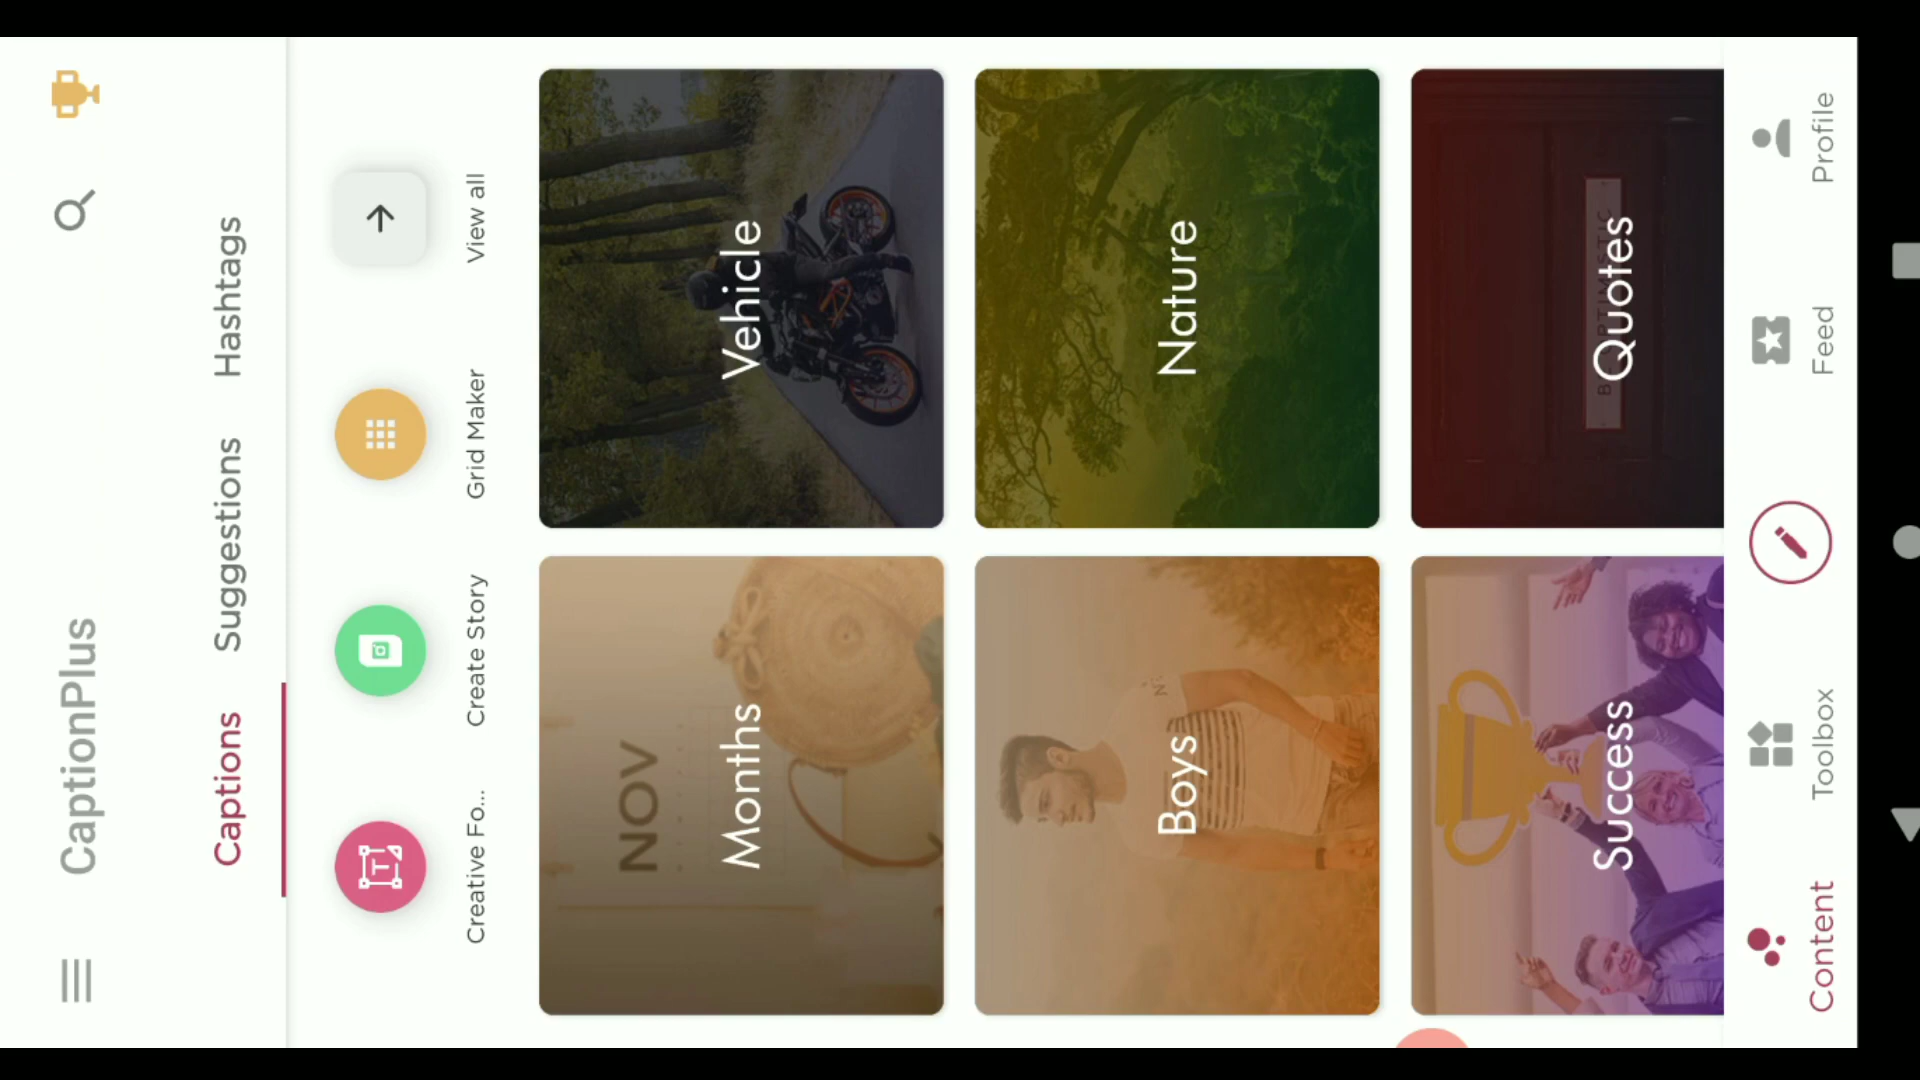 CaptionPlus
Captions Suggestions Hashtags
Creative Fo... Create Story Grid Maker View all
NOV
Months Vehicle
Boys Nature
Success Quotes
Content Toolbox Feed Profile